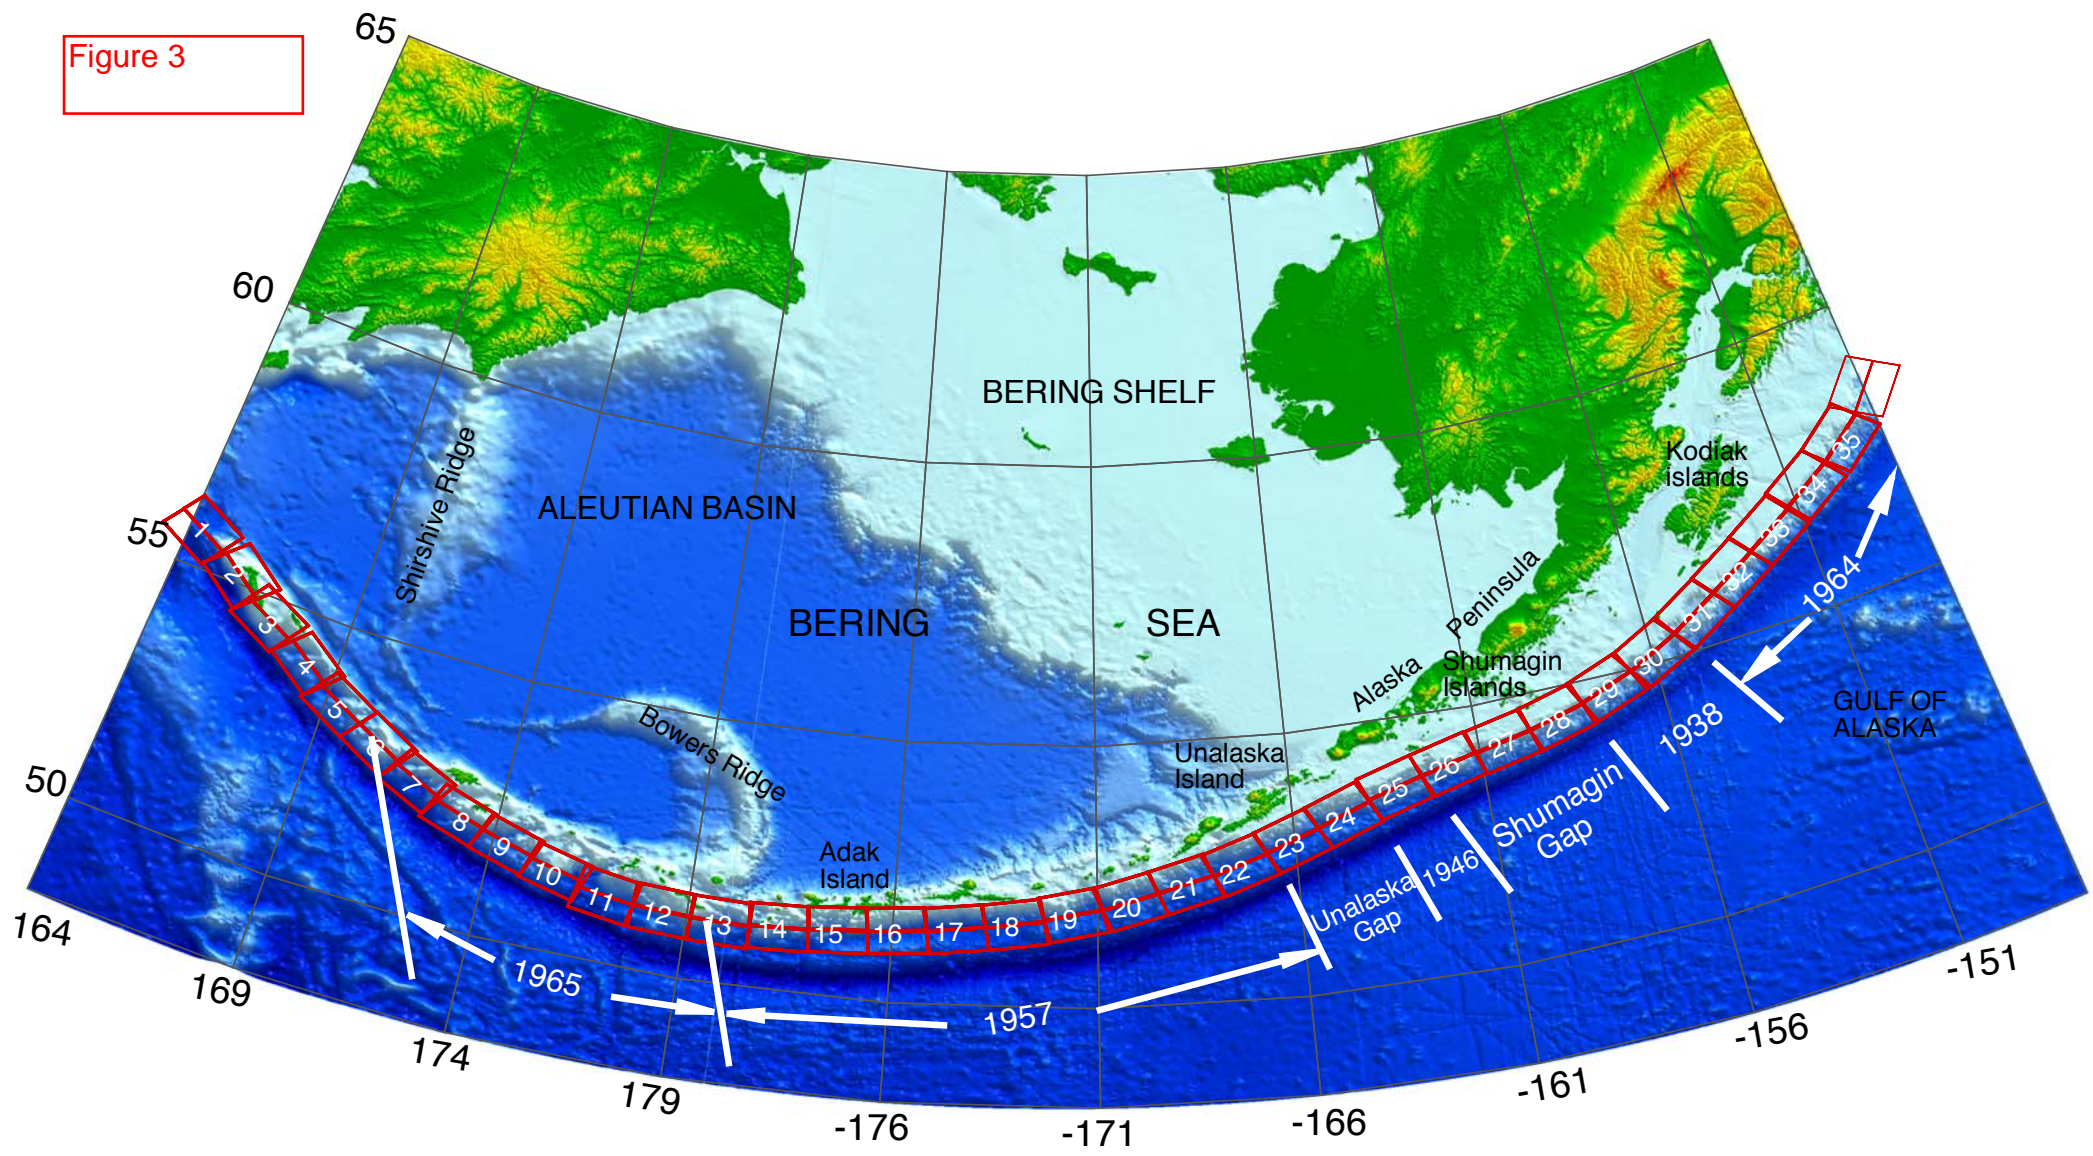 Figure 3
65
60
55
50
164
169
174
179
-176
-171
-166
-161
-156
-151
BERING SHELF
ALEUTIAN BASIN
Shirshive Ridge
BERING SEA
Bowers Ridge
Adak
Island
Unalaska
Island
Alaska Peninsula
Shumagin
Islands
Kodiak
islands
GULF OF
ALASKA
1965
1957
Unalaska
Gap
1946
Shumagin
Gap
1938
1964
1
2
3
4
5
6
7
8
9
10
11
12
13
14
15
16
17
18
19
20
21
22
23
24
25
26
27
28
29
30
31
32
33
34
35